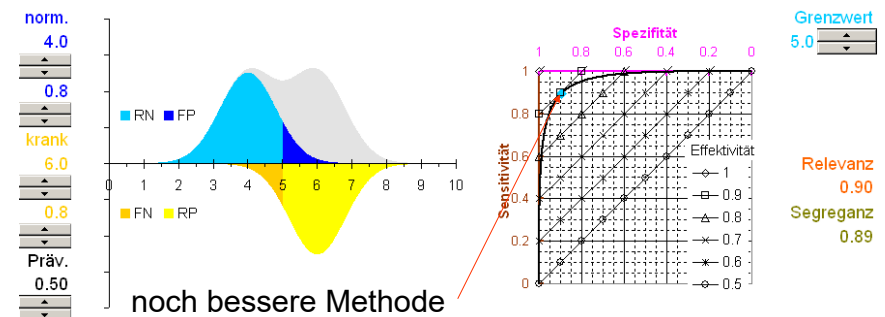 norm.
4.0
0.8
krank
6.0
0.8
Präv.
0.50
RN FP
0 1 2 3 4 5 6 7 8 9 10
FN RP
noch bessere Methode
Spezifität
1 0.8 0.6 0.4 0.2 0
Sensitivität
1
0.8
0.6
0.4
0.2
0
Effektivität
1
0.9
0.8
0.7
0.6
0.5
Grenzwert
5.0
Relevanz
0.90
Segreganz
0.89